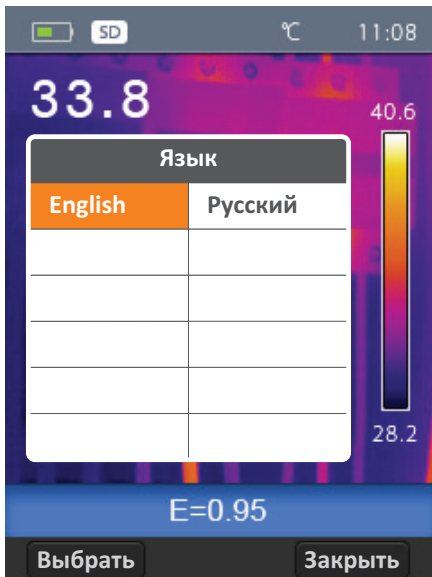 SD °C 11:08
33.8
40.6
Язык
English Русский
28.2
E=0.95
Выбрать Закрыть